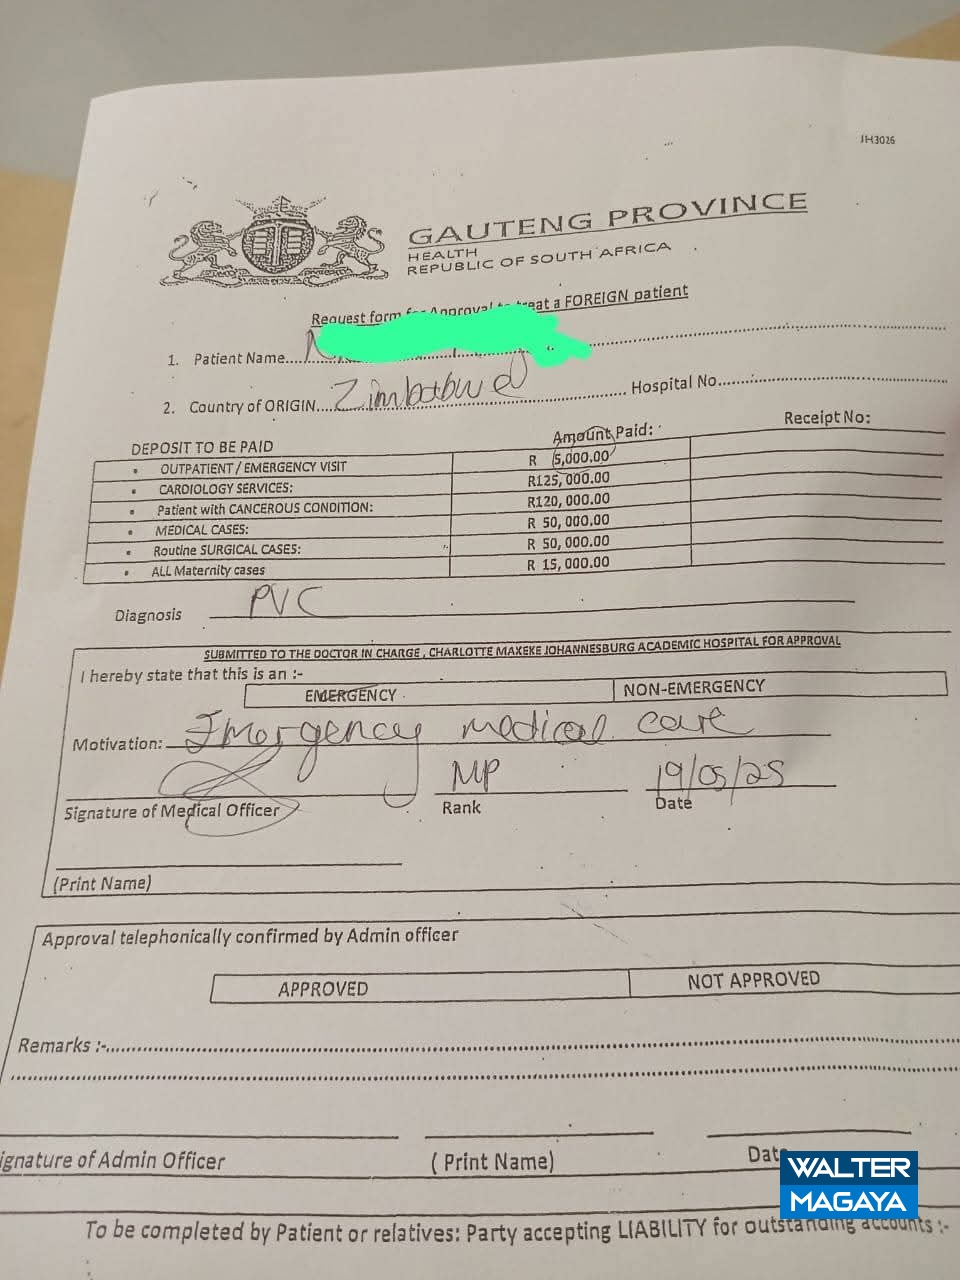 JH3026
GAUTENG PROVINCE
HEALTH
REPUBLIC OF SOUTH AFRICA
Request form for Approval to treat a FOREIGN patient
1. Patient Name
2. Country of ORIGIN Zimbabwe Hospital No.
DEPOSIT TO BE PAID Amount Paid: Receipt No:
• OUTPATIENT / EMERGENCY VISIT R 5,000.00
• CARDIOLOGY SERVICES: R125, 000.00
• Patient with CANCEROUS CONDITION: R120, 000.00
• MEDICAL CASES: R 50, 000.00
• Routine SURGICAL CASES: R 50, 000.00
• ALL Maternity cases R 15, 000.00
Diagnosis PVC
SUBMITTED TO THE DOCTOR IN CHARGE, CHARLOTTE MAXEKE JOHANNESBURG ACADEMIC HOSPITAL FOR APPROVAL
I hereby state that this is an :-
EMERGENCY NON-EMERGENCY
Motivation: Emergency medical care
MP 19/05/25
Signature of Medical Officer Rank Date
(Print Name)
Approval telephonically confirmed by Admin officer
APPROVED NOT APPROVED
Remarks :-
ignature of Admin Officer ( Print Name) Dat
WALTER
MAGAYA
To be completed by Patient or relatives: Party accepting LIABILITY for outstanding accounts :-